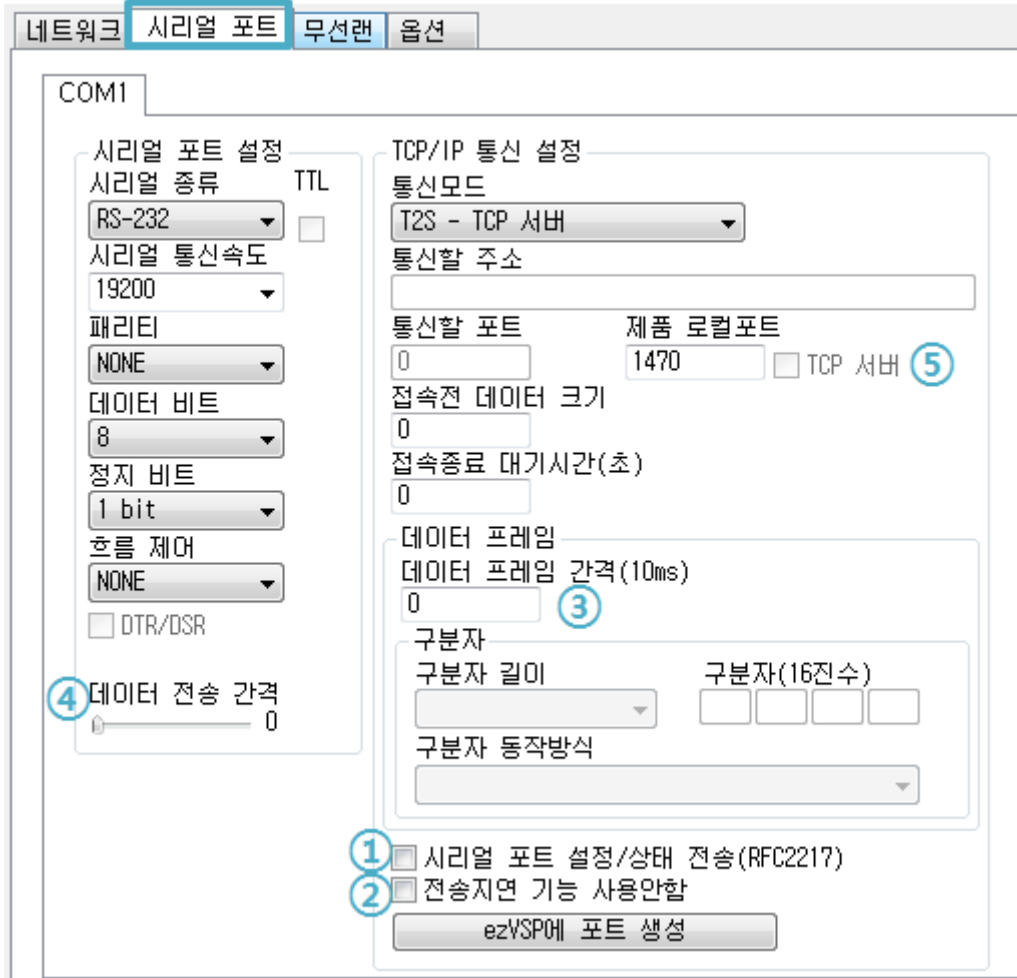 네트워크 시리얼 포트 무선랜 옵션
COM1
시리얼 포트 설정
시리얼 종류 TTL
RS-232
시리얼 통신속도
19200
패리티
NONE
데이터 비트
8
정지 비트
1 bit
흐름 제어
NONE
DTR/DSR
④ 데이터 전송 간격
0
TCP/IP 통신 설정
통신모드
T2S - TCP 서버
통신할 주소
통신할 포트 제품 로컬포트
0 1470 TCP 서버 ⑤
접속전 데이터 크기
0
접속종료 대기시간(초)
0
데이터 프레임
데이터 프레임 간격(10ms)
0 ③
구분자
구분자 길이 구분자(16진수)
구분자 동작방식
① 시리얼 포트 설정/상태 전송(RFC2217)
② 전송지연 기능 사용안함
ezVSP에 포트 생성